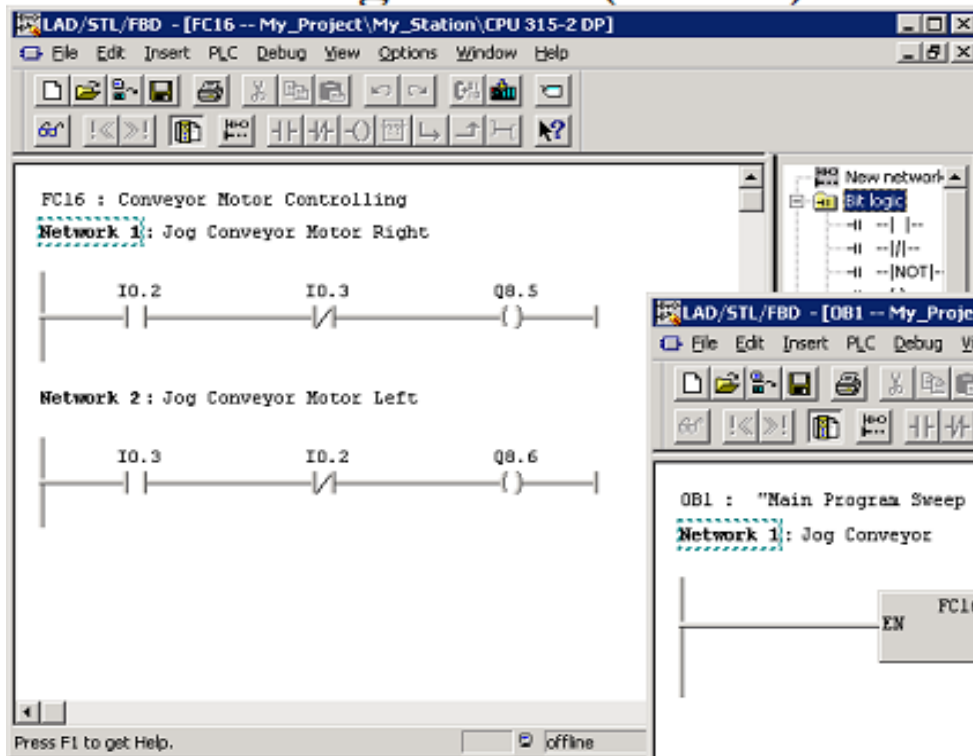 LAD/STL/FBD - [FC16 -- My_Project\My_Station\CPU 315-2 DP]
File Edit Insert PLC Debug View Options Window Help
FC16 : Conveyor Motor Controlling
Network 1: Jog Conveyor Motor Right
I0.2 I0.3 Q8.5
Network 2: Jog Conveyor Motor Left
I0.3 I0.2 Q8.6
Press F1 to get Help.
offline
New network
Bit logic
--| |--
--|/|--
--|NOT|--
LAD/STL/FBD - [OB1 -- My_Proje
File Edit Insert PLC Debug Vi
OB1 : "Main Program Sweep
Network 1: Jog Conveyor
FC1
EN